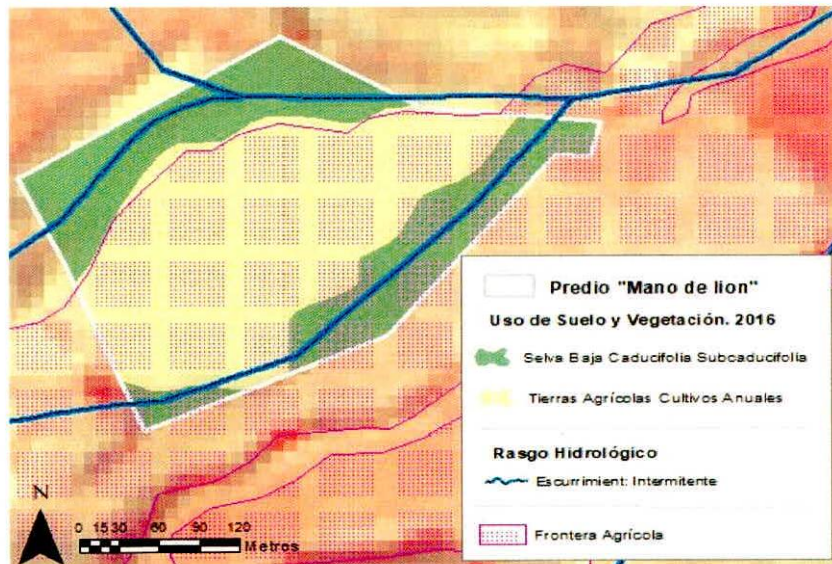 Predio "Mano de lion"
Uso de Suelo y Vegetación. 2016
Selva Baja Caducifolia Subcaducifolia
Tierras Agrícolas Cultivos Anuales
Rasgo Hidrológico
Escurrimient: Intermitente
Frontera Agrícola
N
0 15 30 60 90 120
Metros